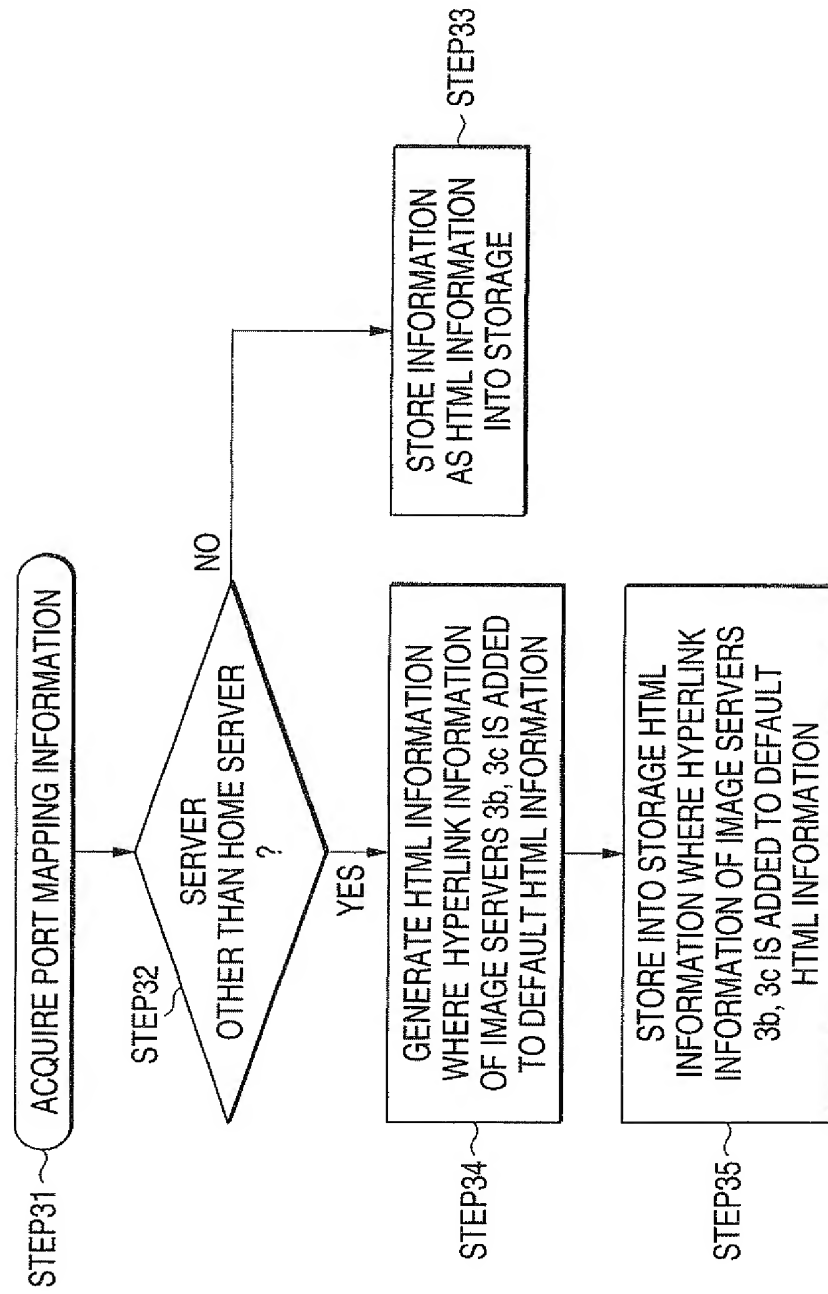 STEP31
ACQUIRE PORT MAPPING INFORMATION
STEP32
SERVER
OTHER THAN HOME SERVER
?
NO
YES
STORE INFORMATION
AS HTML INFORMATION
INTO STORAGE
STEP33
GENERATE HTML INFORMATION
WHERE HYPERLINK INFORMATION
OF IMAGE SERVERS 3b, 3c IS ADDED
TO DEFAULT HTML INFORMATION
STEP34
STORE INTO STORAGE HTML
INFORMATION WHERE HYPERLINK
INFORMATION OF IMAGE SERVERS
3b, 3c IS ADDED TO DEFAULT
HTML INFORMATION
STEP35